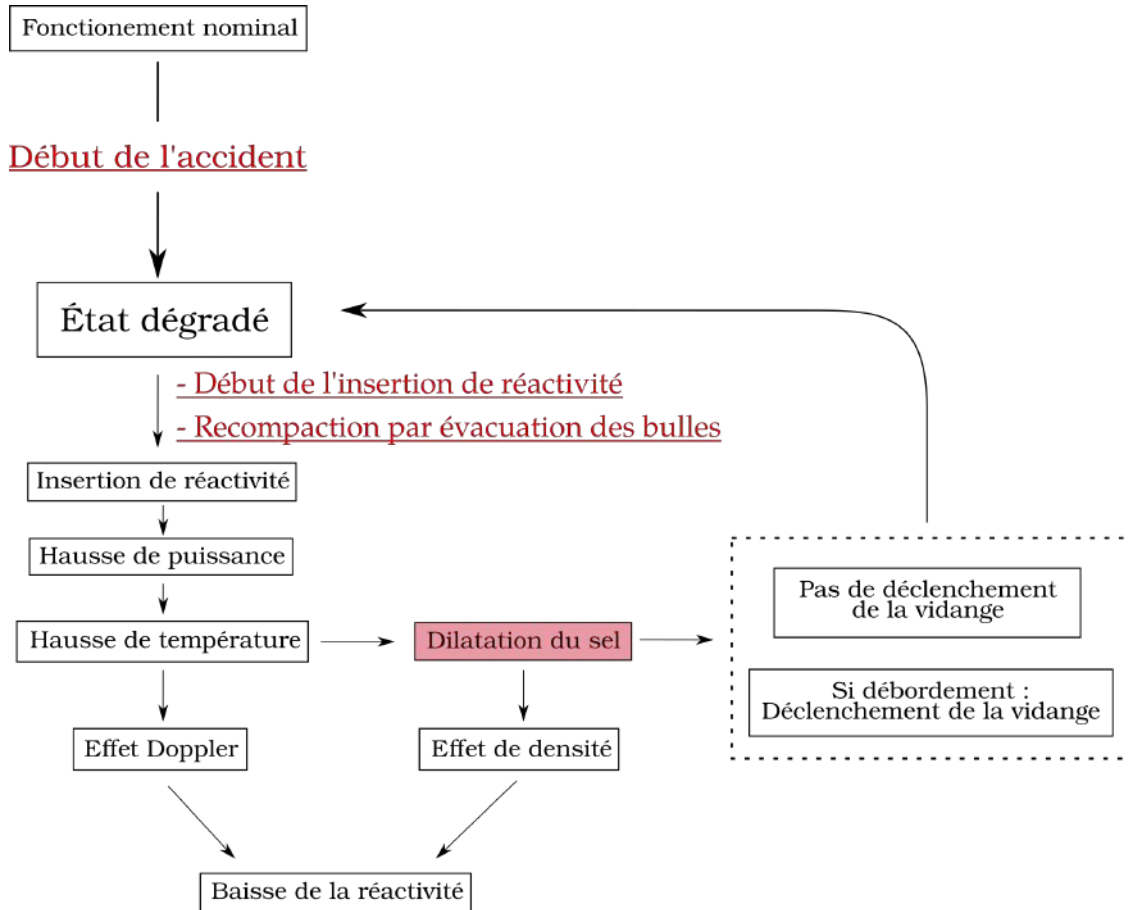 Fonctionement nominal
Début de l'accident
État dégradé
- Début de l'insertion de réactivité
- Recompaction par évacuation des bulles
Insertion de réactivité
Hausse de puissance
Hausse de température
Dilatation du sel
Pas de déclenchement
de la vidange
Si débordement :
Déclenchement de la vidange
Effet Doppler
Effet de densité
Baisse de la réactivité